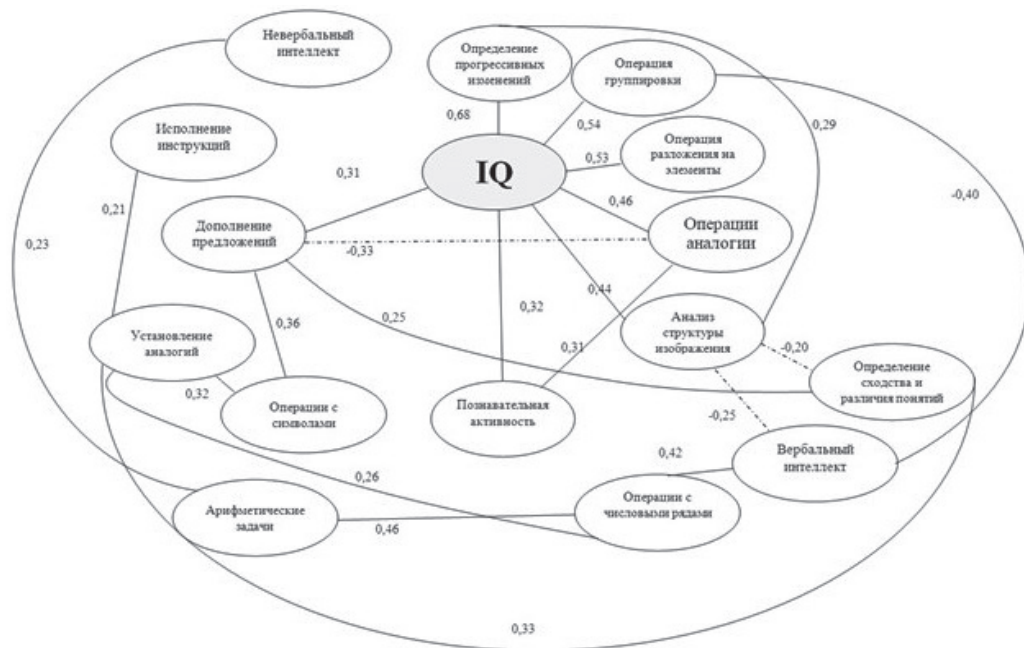 Невербальный
интеллект
Определение
прогрессивных
изменений
Операция
группировки
0,68
0,54
0,29
Исполнение
инструкций
Операция
разложения на
элементы
0,53
IQ
0,31
-0,40
0,46
0,21
Дополнение
предложений
Операции
аналогии
0,23
-0,33
0,44
0,32
0,25
0,36
Установление
аналогий
Анализ
структуры
изображения
0,31
-0,20
Определение
сходства и
различия понятий
0,32
Операции с
символами
Познавательная
активность
-0,25
0,42
Вербальный
интеллект
0,26
Арифметические
задачи
0,46
Операции с
числовыми рядами
0,33